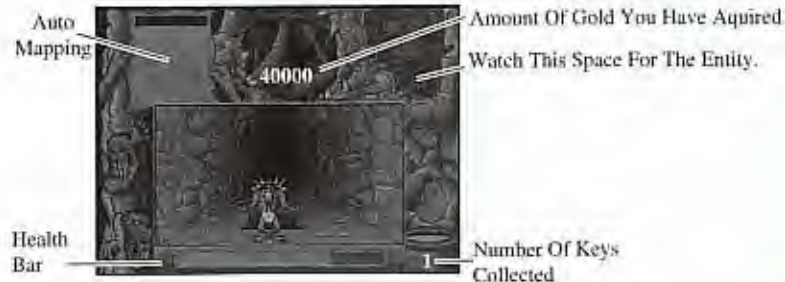 Auto
Mapping
Amount Of Gold You Have Aquired
40000
Watch This Space For The Entity.
Health
Bar
1
Number Of Keys
Collected